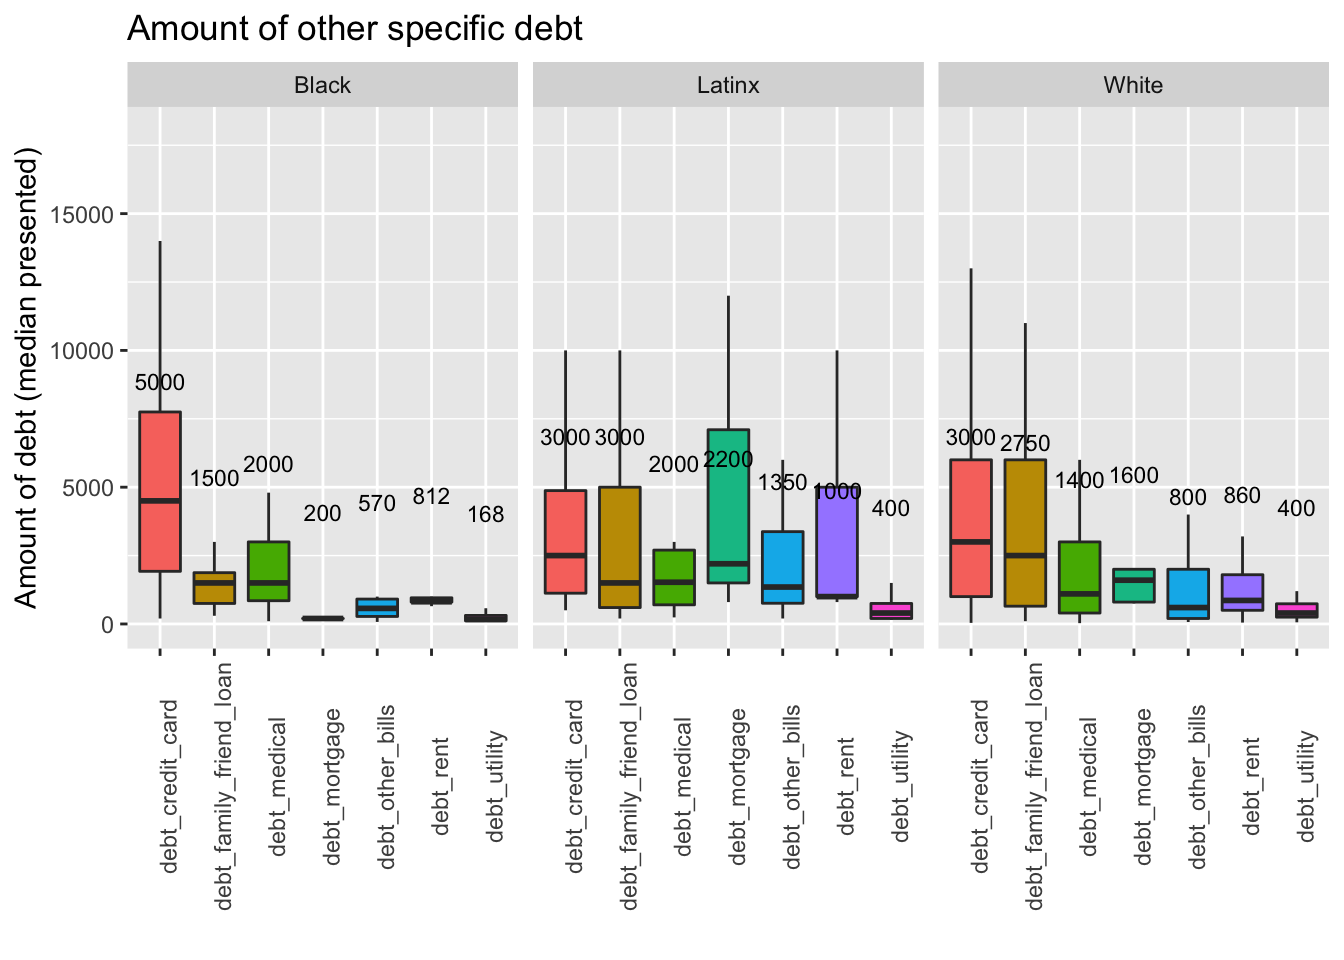 Amount of other specific debt
Black
Latinx
White
Amount of debt (median presented)
15000
10000
5000
0
5000
1500
2000
200
570
812
168
3000
3000
2000
2200
1350
1000
400
3000
2750
1400
1600
800
860
400
debt_credit_card
debt_family_friend_loan
debt_medical
debt_mortgage
debt_other_bills
debt_rent
debt_utility
debt_credit_card
debt_family_friend_loan
debt_medical
debt_mortgage
debt_other_bills
debt_rent
debt_utility
debt_credit_card
debt_family_friend_loan
debt_medical
debt_mortgage
debt_other_bills
debt_rent
debt_utility